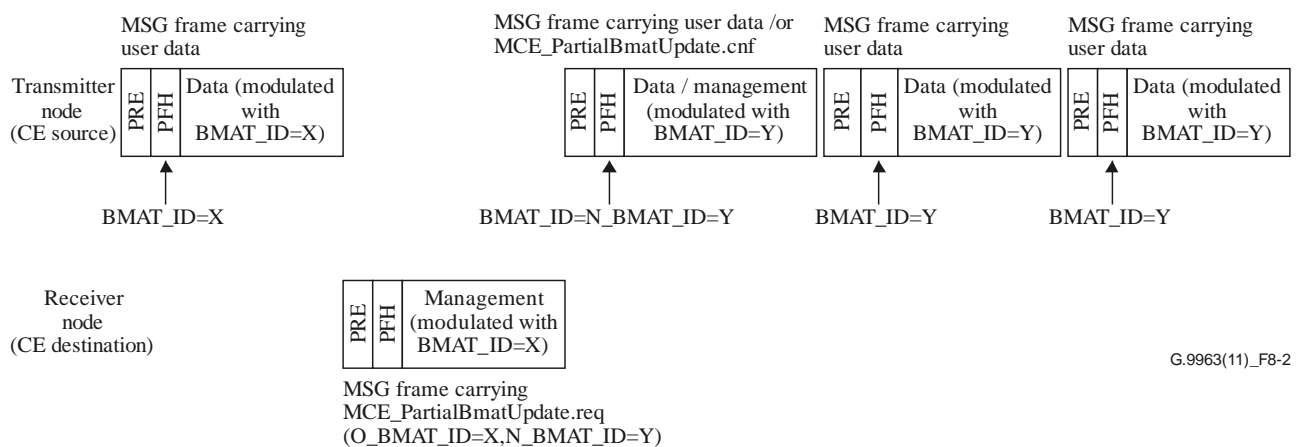 MSG frame carrying
user data
MSG frame carrying user data /or
MCE_PartialBmatUpdate.cnf
MSG frame carrying
user data
MSG frame carrying
user data
Transmitter
node
(CE source)
PRE
PFH
Data (modulated
with
BMAT_ID=X)
PRE
PFH
Data / management
(modulated with
BMAT_ID=Y)
PRE
PFH
Data (modulated
with
BMAT_ID=Y)
PRE
PFH
Data (modulated
with
BMAT_ID=Y)
BMAT_ID=X
BMAT_ID=N_BMAT_ID=Y
BMAT_ID=Y
BMAT_ID=Y
Receiver
node
(CE destination)
PRE
PFH
Management
(modulated with
BMAT_ID=X)
G.9963(11)_F8-2
MSG frame carrying
MCE_PartialBmatUpdate.req
(O_BMAT_ID=X,N_BMAT_ID=Y)